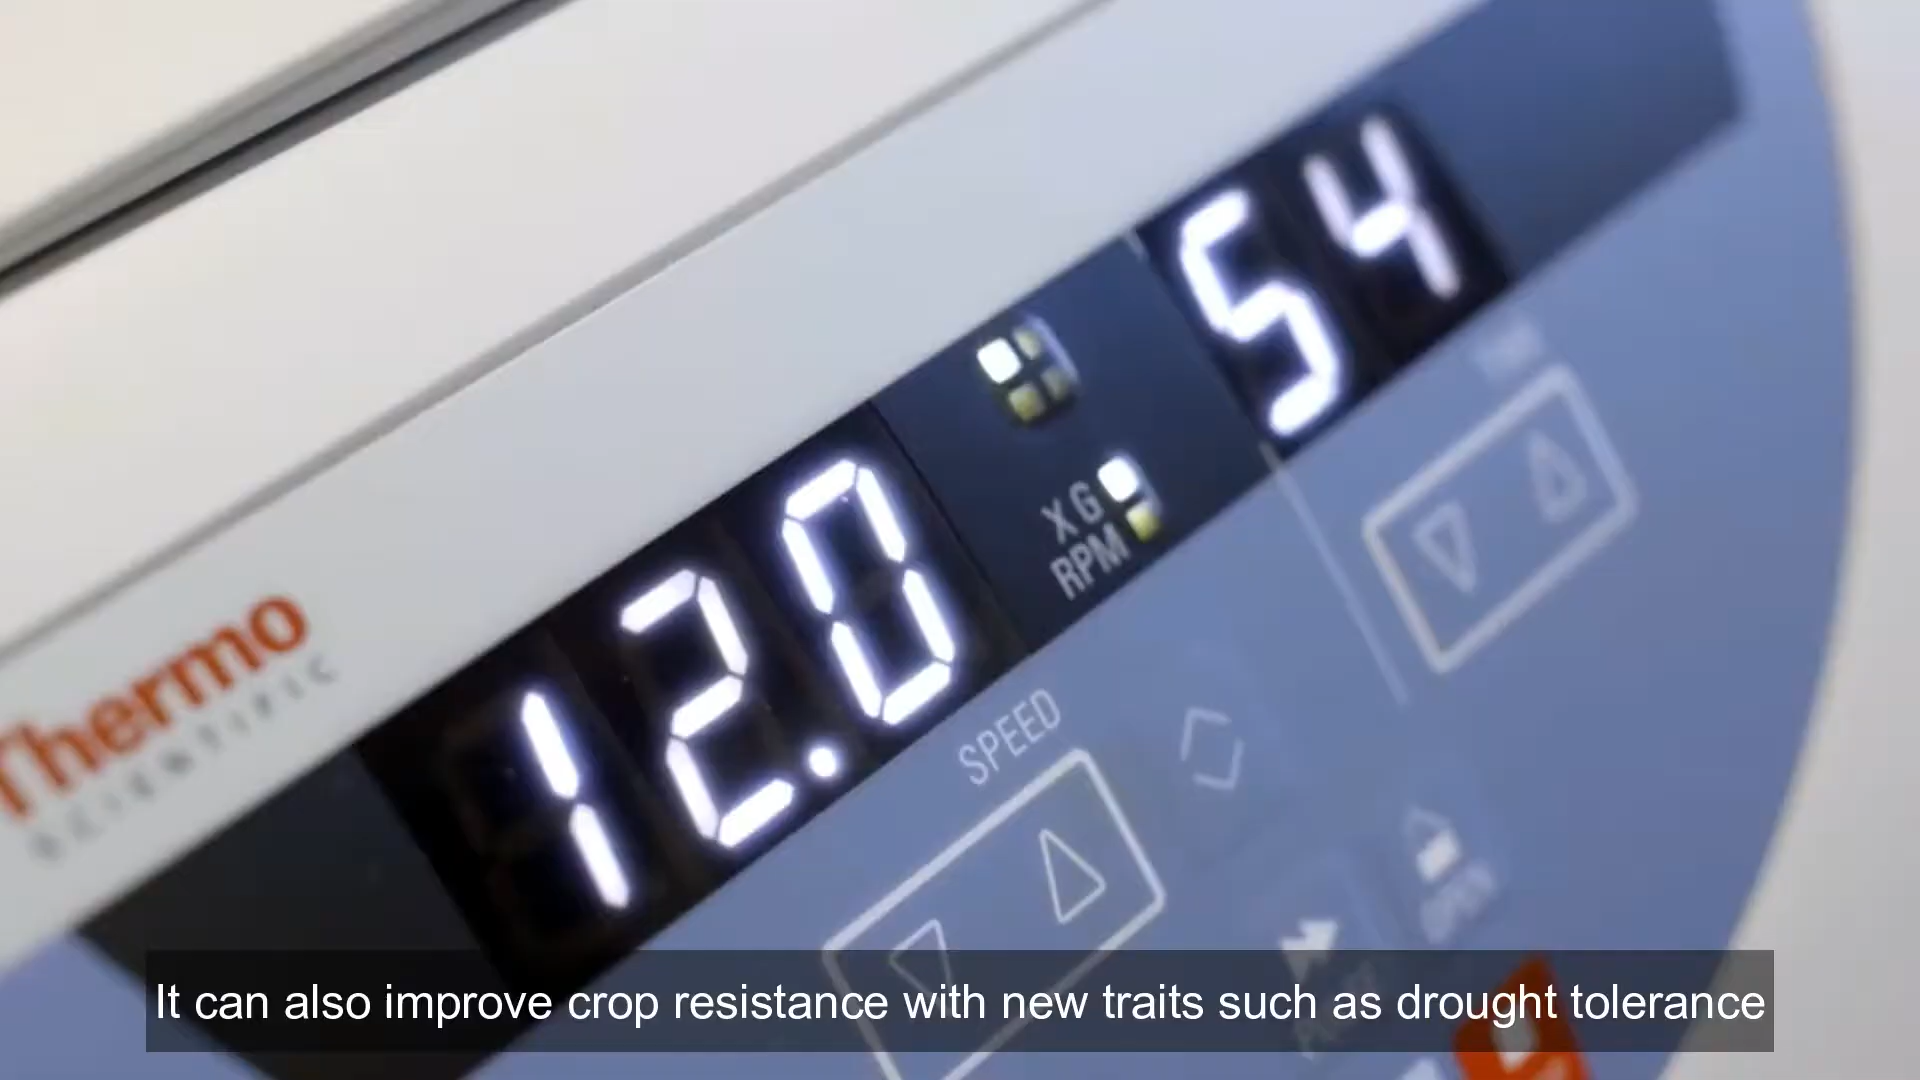 Thermo
SCIENTIFIC
12.0
54
X G
RPM
SPEED
OPEN
It can also improve crop resistance with new traits such as drought tolerance